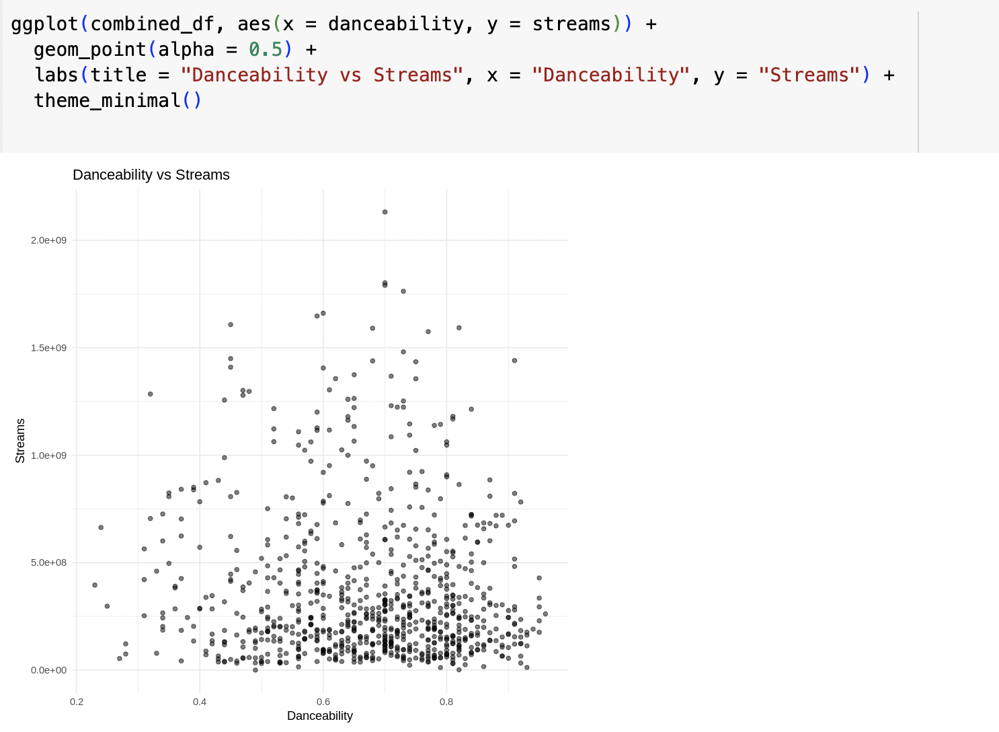 ggplot(combined_df, aes(x = danceability, y = streams)) +
  geom_point(alpha = 0.5) +
  labs(title = "Danceability vs Streams", x = "Danceability", y = "Streams") +
  theme_minimal()
Danceability vs Streams
2.0e+09
1.5e+09
1.0e+09
5.0e+08
0.0e+00
Streams
0.2 0.4 0.6 0.8
Danceability